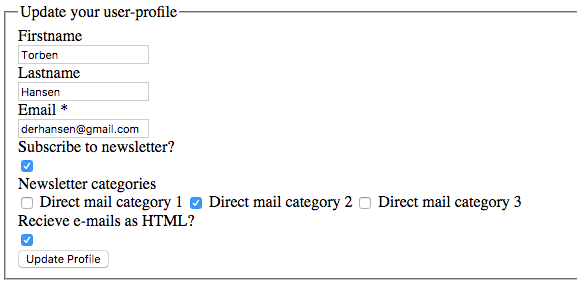 Update your user-profile
Firstname
Torben
Lastname
Hansen
Email *
derhansen@gmail.com
Subscribe to newsletter?
Newsletter categories
Direct mail category 1 Direct mail category 2 Direct mail category 3
Recieve e-mails as HTML?
Update Profile